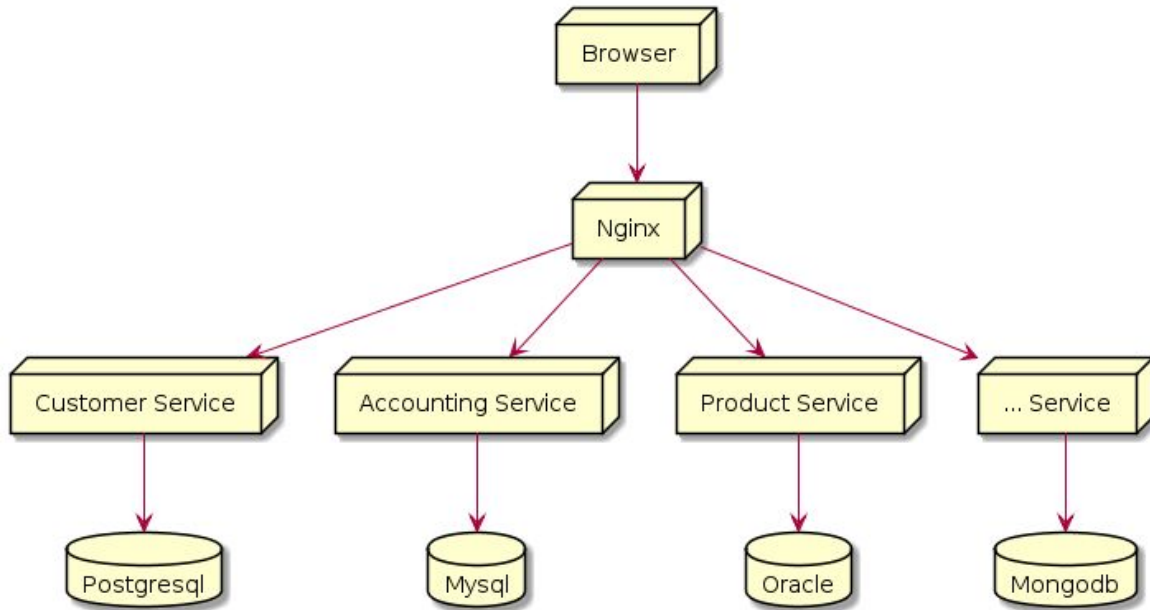 Browser
Nginx
Customer Service
Accounting Service
Product Service
... Service
Postgresql
Mysql
Oracle
Mongodb